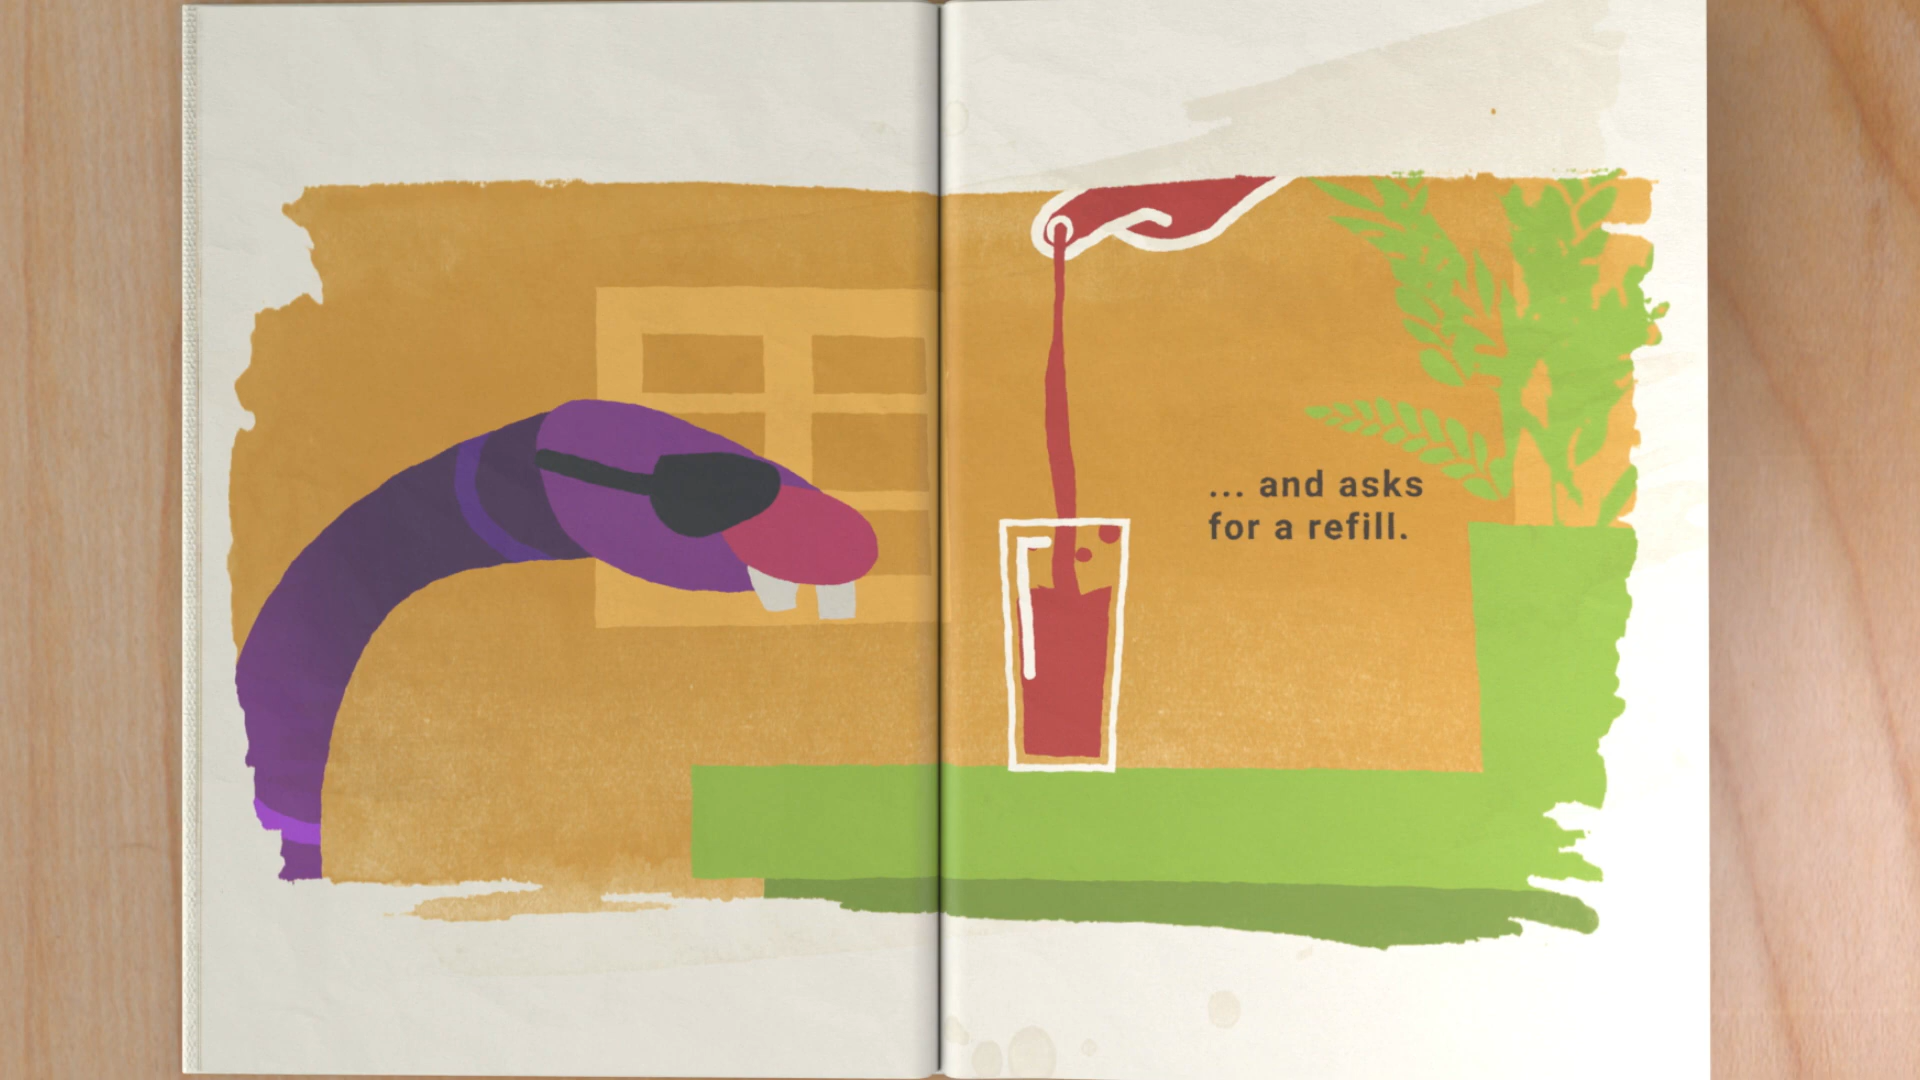 ... and asks
for a refill.